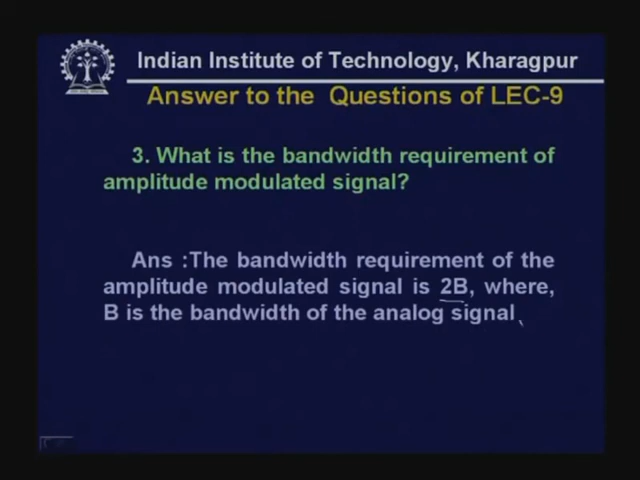 Indian Institute of Technology, Kharagpur
Answer to the Questions of LEC-9
3. What is the bandwidth requirement of
amplitude modulated signal?
Ans :The bandwidth requirement of the
amplitude modulated signal is 2B, where,
B is the bandwidth of the analog signal